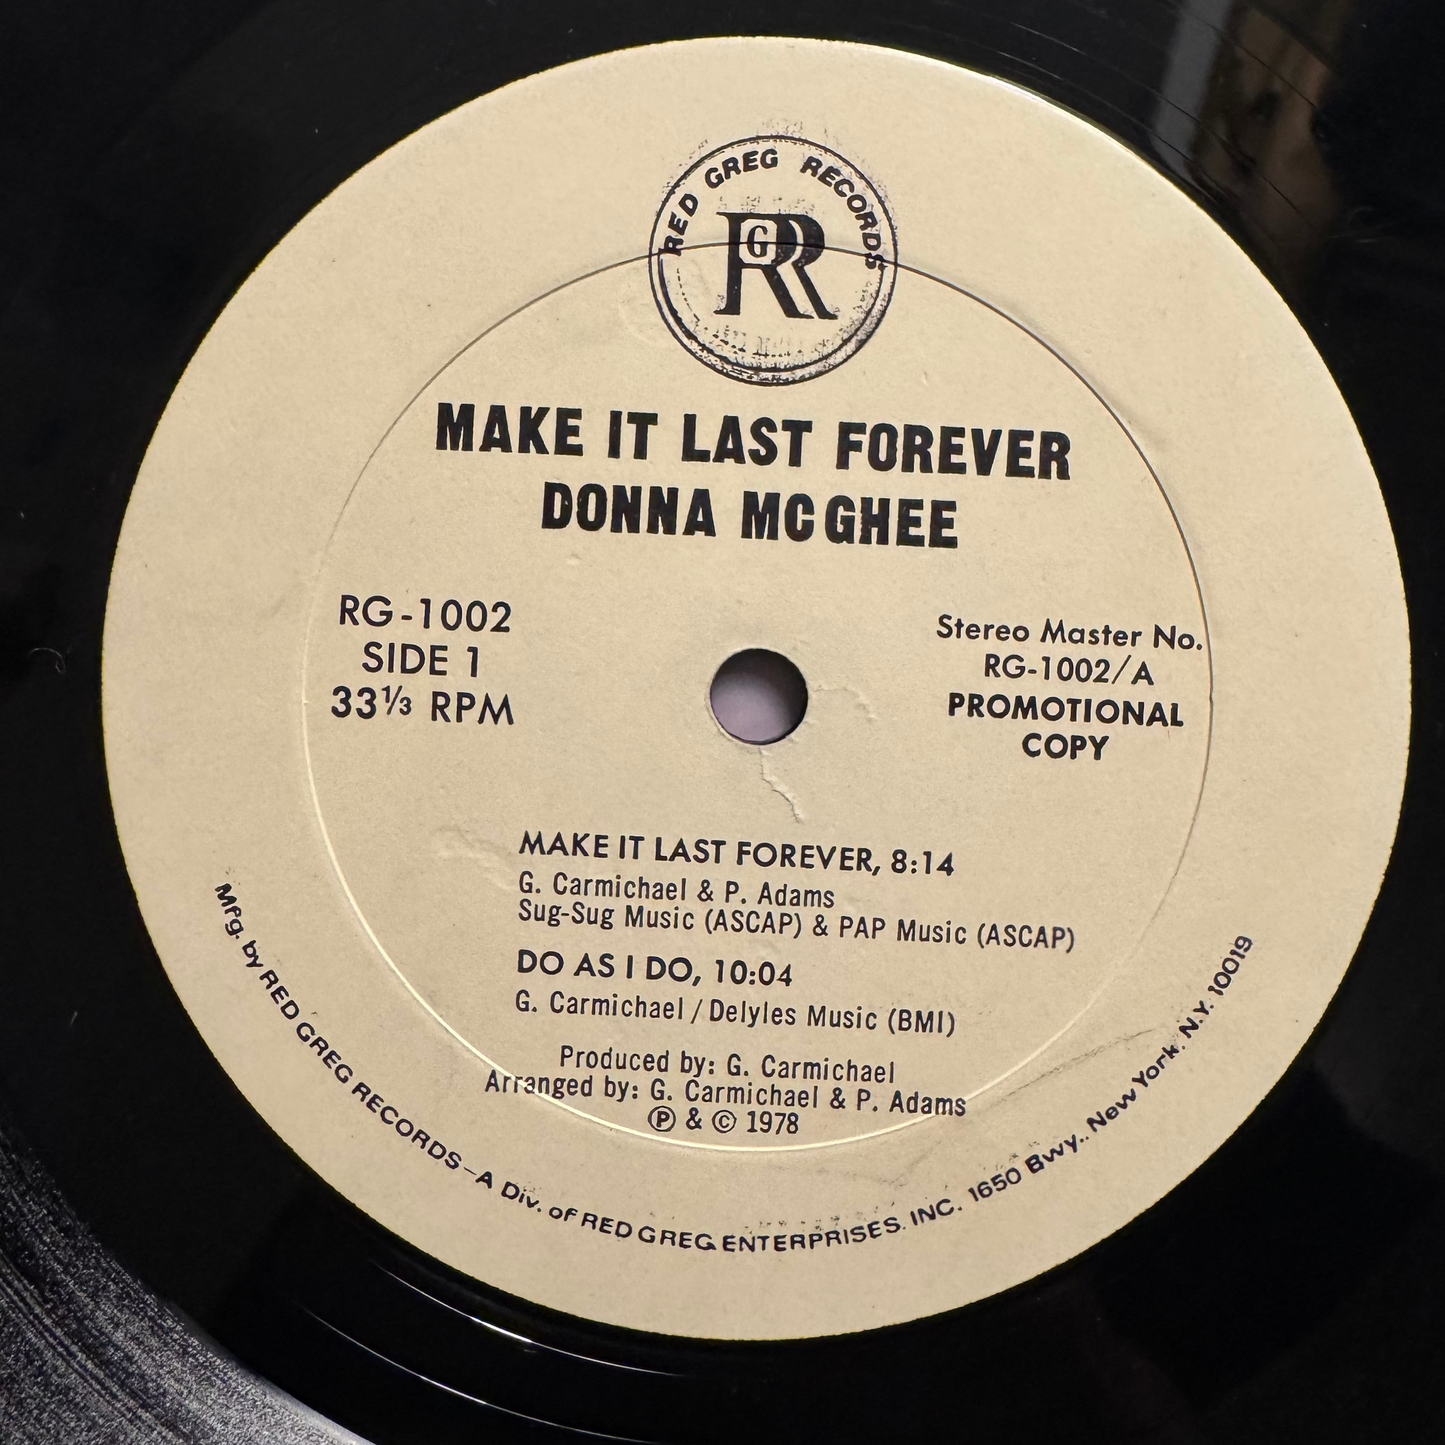 RED GREG RECORDS
RGR
MAKE IT LAST FOREVER
DONNA MCGHEE
RG-1002
SIDE 1
33⅓ RPM
Stereo Master No.
RG-1002/A
PROMOTIONAL
COPY
MAKE IT LAST FOREVER, 8:14
G. Carmichael & P. Adams
Sug-Sug Music (ASCAP) & PAP Music (ASCAP)
DO AS I DO, 10:04
G. Carmichael / Delyles Music (BMI)
Produced by: G. Carmichael
Arranged by: G. Carmichael & P. Adams
Ⓟ & © 1978
Mfg. by RED GREG RECORDS–A Div. of RED GREG ENTERPRISES. INC. 1650 Bwy.. New York. N.Y. 10019